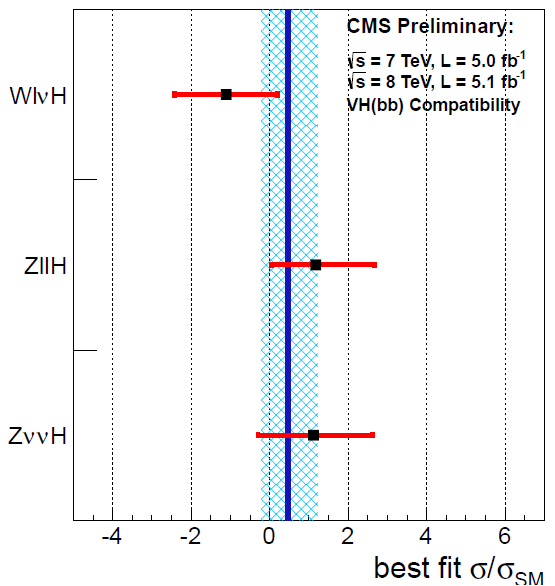 CMS Preliminary:
√s = 7 TeV, L = 5.0 fb⁻¹
√s = 8 TeV, L = 5.1 fb⁻¹
VH(bb) Compatibility
WlνH
ZllH
ZννH
-4 -2 0 2 4 6
best fit σ/σSM